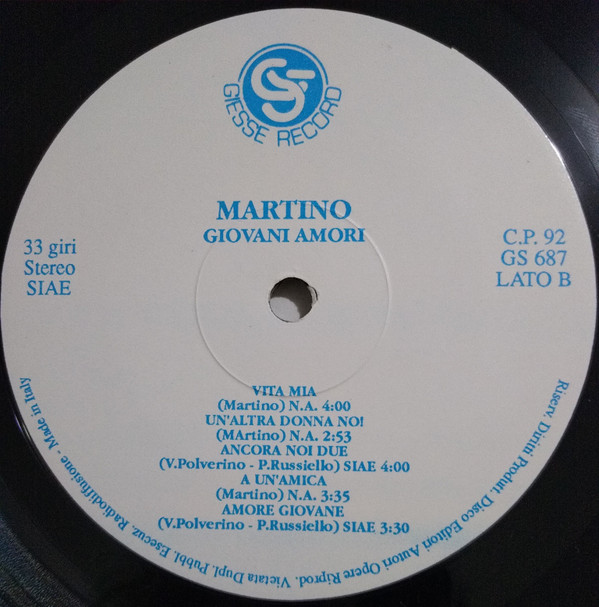 GS
GIESSE RECORD
MARTINO
GIOVANI AMORI
33 giri
Stereo
SIAE
C.P. 92
GS 687
LATO B
VITA MIA
(Martino) N.A. 4:00
UN'ALTRA DONNA NO!
(MArtino) N.A. 2:53
ANCORA NOI DUE
(V.Polverino - P.Russiello) SIAE 4:00
A UN'AMICA
(Martino) N.A. 3:35
AMORE GIOVANE
(V.Polverino - P.Russiello) SIAE 3:30
Riserv. Diritti Produt. Disco Editori Autori Opere Riprod. Vietata Dupl. Pubbl. Esecuz. Radiodiffusione - Made in Italy